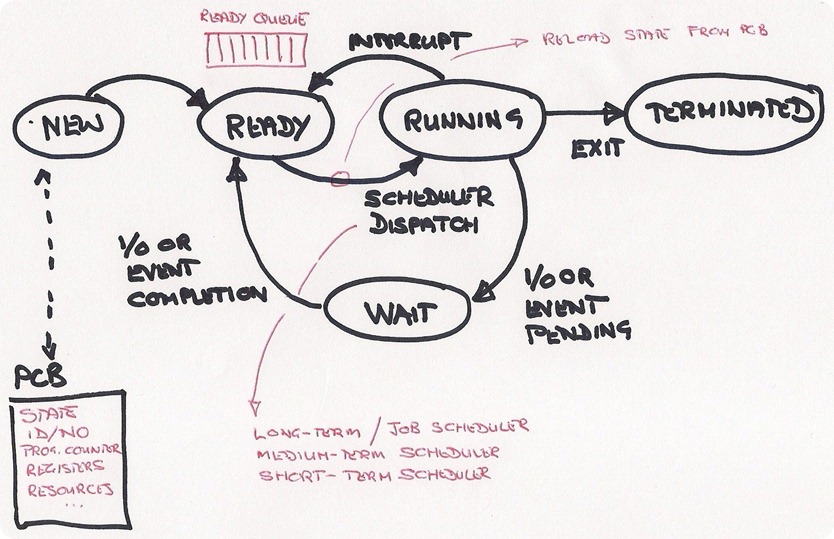 READY QUEUE
INTERRUPT
RELOAD STATE FROM PCB
NEW
READY
RUNNING
TERMINATED
EXIT
SCHEDULER
DISPATCH
I/O OR
EVENT
COMPLETION
WAIT
I/O OR
EVENT
PENDING
PCB
STATE
ID/NO
PROG. COUNTER
REGISTERS
RESOURCES
...
LONG-TERM / JOB SCHEDULER
MEDIUM-TERM SCHEDULER
SHORT-TERM SCHEDULER